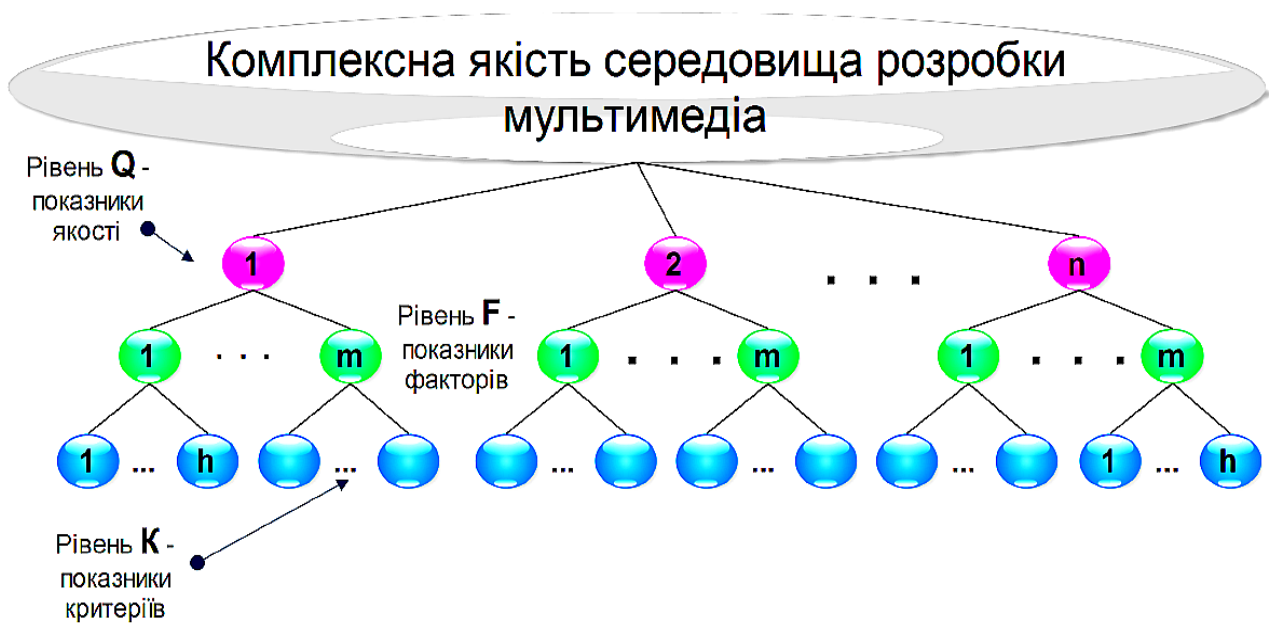 Комплексна якість середовища розробки
мультимедіа
Рівень Q -
показники
якості
1
2
. . .
n
Рівень F -
показники
факторів
1
. . .
m
1
. . .
m
1
. . .
m
1
...
h
...
...
...
...
1
...
h
Рівень К -
показники
критеріїв